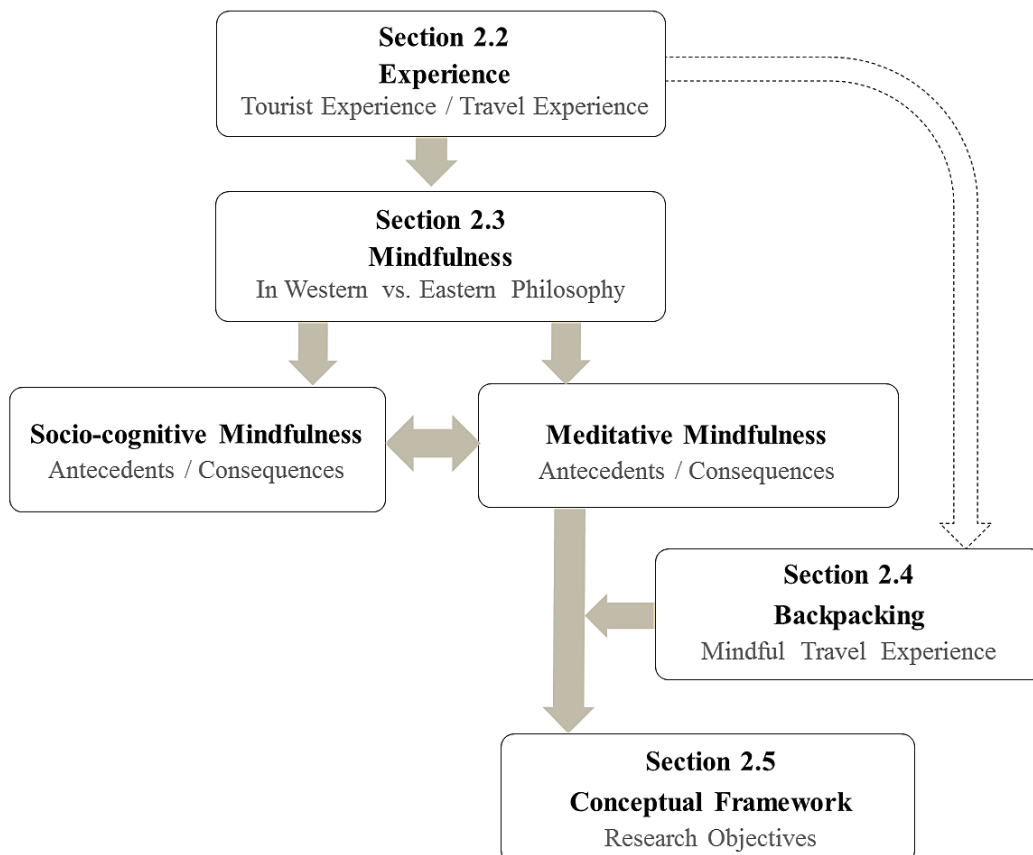 Section 2.2
Experience
Tourist Experience / Travel Experience
Section 2.3
Mindfulness
In Western vs. Eastern Philosophy
Socio-cognitive Mindfulness
Antecedents / Consequences
Meditative Mindfulness
Antecedents / Consequences
Section 2.4
Backpacking
Mindful Travel Experience
Section 2.5
Conceptual Framework
Research Objectives